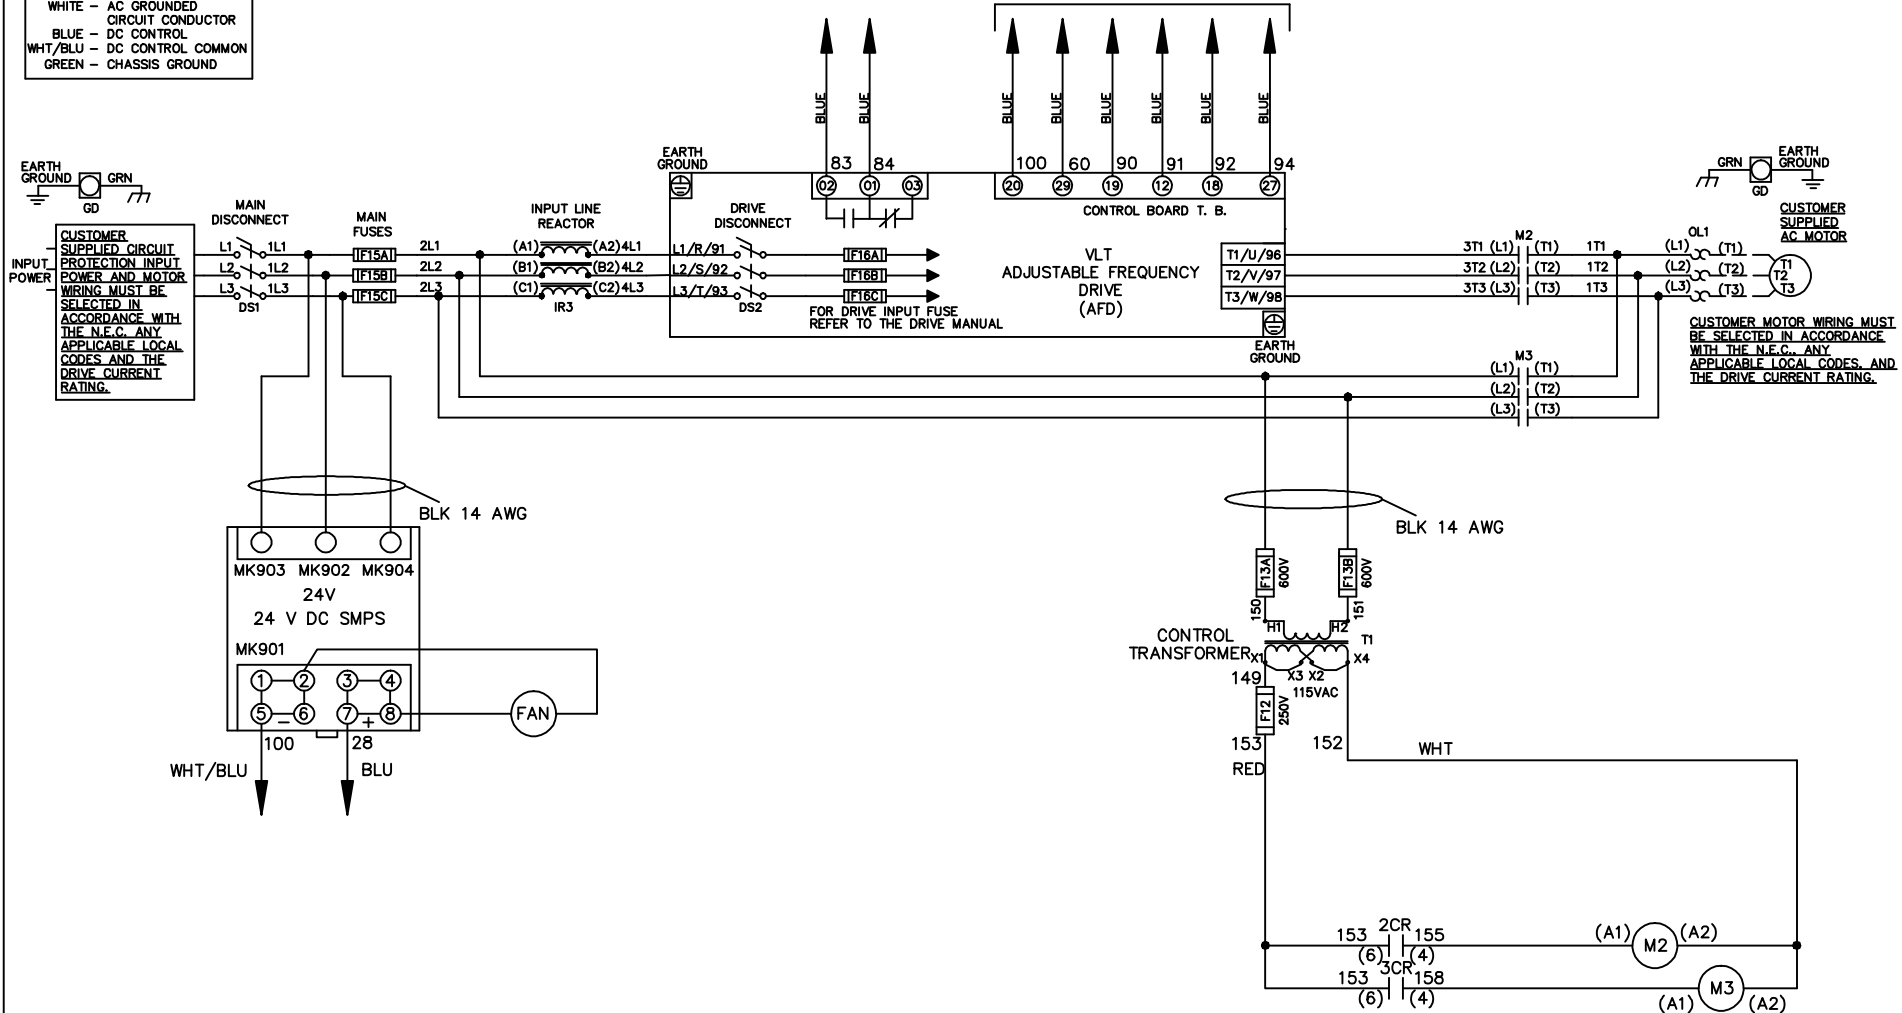 WHITE – AC GROUNDED
CIRCUIT CONDUCTOR
BLUE – DC CONTROL
WHT/BLU – DC CONTROL COMMON
GREEN – CHASSIS GROUND
BLUE BLUE BLUE BLUE BLUE BLUE BLUE BLUE
EARTH
GROUND
GRN
GD
EARTH
GROUND
83 84 100 60 90 91 92 94
02 01 03 20 29 19 12 18 27
CONTROL BOARD T. B.
GRN
EARTH
GROUND
GD
CUSTOMER
SUPPLIED
AC MOTOR
INPUT
POWER
CUSTOMER
SUPPLIED CIRCUIT
PROTECTION INPUT
POWER AND MOTOR
WIRING MUST BE
SELECTED IN
ACCORDANCE WITH
THE N.E.C. ANY
APPLICABLE LOCAL
CODES AND THE
DRIVE CURRENT
RATING.
MAIN
DISCONNECT
L1 1L1
L2 1L2
L3 1L3
DS1
MAIN
FUSES
F15A 2L1
F15B 2L2
F15C 2L3
INPUT LINE
REACTOR
(A1) (A2) 4L1
(B1) (B2) 4L2
(C1) (C2) 4L3
IR3
L1/R/91
L2/S/92
L3/T/93
DRIVE
DISCONNECT
DS2
F16A
F16B
F16C
FOR DRIVE INPUT FUSE
REFER TO THE DRIVE MANUAL
VLT
ADJUSTABLE FREQUENCY
DRIVE
(AFD)
T1/U/96
T2/V/97
T3/W/98
EARTH
GROUND
M2
3T1 (L1) (T1) 1T1
3T2 (L2) (T2) 1T2
3T3 (L3) (T3) 1T3
OL1
(L1) (T1)
(L2) (T2)
(L3) (T3)
T1
T2
T3
CUSTOMER MOTOR WIRING MUST
BE SELECTED IN ACCORDANCE
WITH THE N.E.C., ANY
APPLICABLE LOCAL CODES, AND
THE DRIVE CURRENT RATING.
M3
(L1) (T1)
(L2) (T2)
(L3) (T3)
BLK 14 AWG
BLK 14 AWG
MK903 MK902 MK904
24V
24 V DC SMPS
MK901
1 2 3 4
5 – 6 7 + 8
FAN
100 28
WHT/BLU BLU
F13A 600V F13B 600V
150 151
H1 H2
T1
CONTROL
TRANSFORMER
X1 X3 X2 X4
115VAC
149
F12 250V
153 152
RED WHT
2CR
153 155
(6) (4)
(A1) M2 (A2)
3CR
153 158
(6) (4)
M3
(A1) (A2)